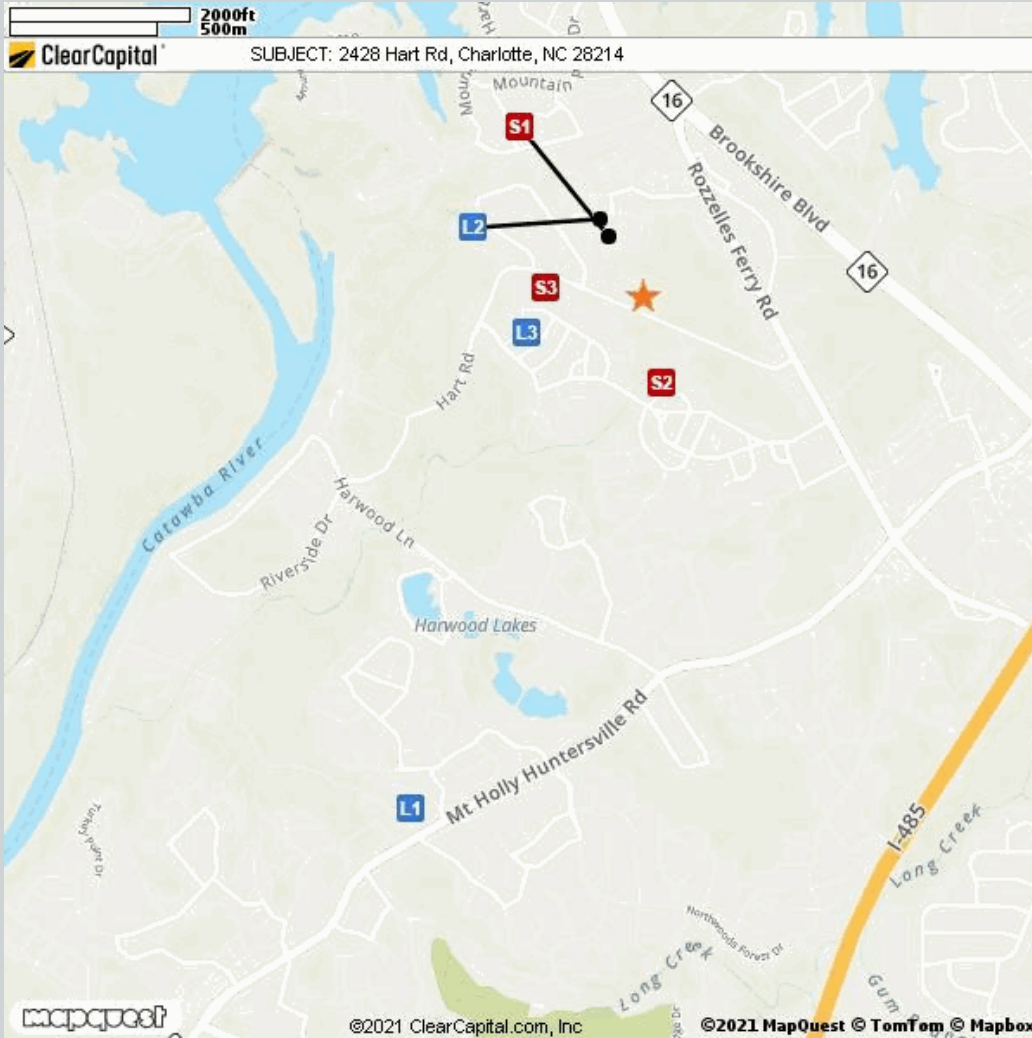 2000ft
500m
ClearCapital
SUBJECT: 2428 Hart Rd, Charlotte, NC 28214
Mountain
S1
16
Brookshire Blvd
Rozzelles Ferry Rd
L2
16
S3
L3
Hart Rd
S2
Catawba River
Harwood Ln
Riverside Dr
Harwood Lakes
Mt Holly Huntersville Rd
L1
I-485
Long Creek
Northwoods Forest Dr
Long Creek
Gum
mapquest
©2021 ClearCapital.com, Inc
©2021 MapQuest © TomTom © Mapbox